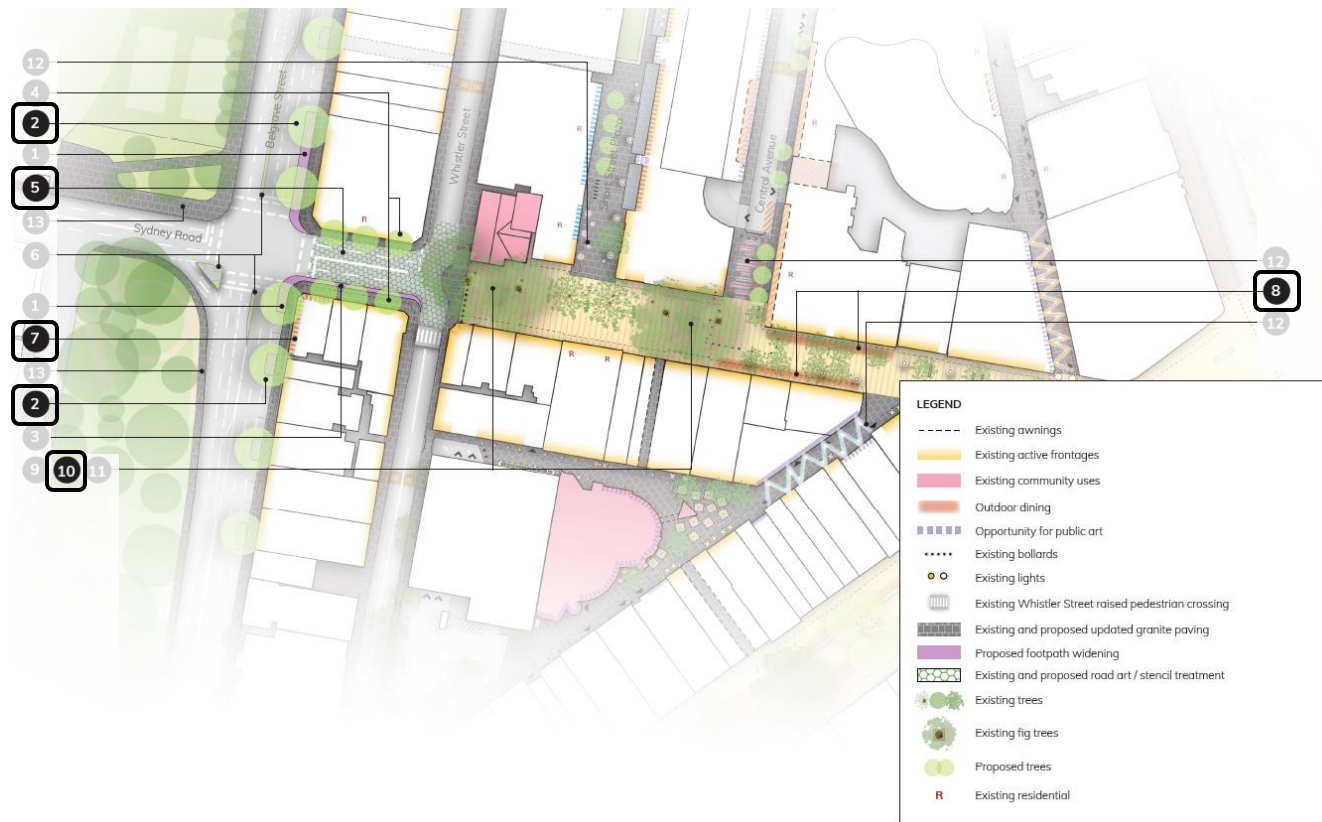 12
4
2
1
5
13
6
1
7
13
2
3
9 10 11
Belgrave Street
Whistler Street
Sydney Road
Central Avenue
R
R
R
R
R
R
R
R
12
8
12
LEGEND
Existing awnings
Existing active frontages
Existing community uses
Outdoor dining
Opportunity for public art
Existing bollards
Existing lights
Existing Whistler Street raised pedestrian crossing
Existing and proposed updated granite paving
Proposed footpath widening
Existing and proposed road art / stencil treatment
Existing trees
Existing fig trees
Proposed trees
R Existing residential